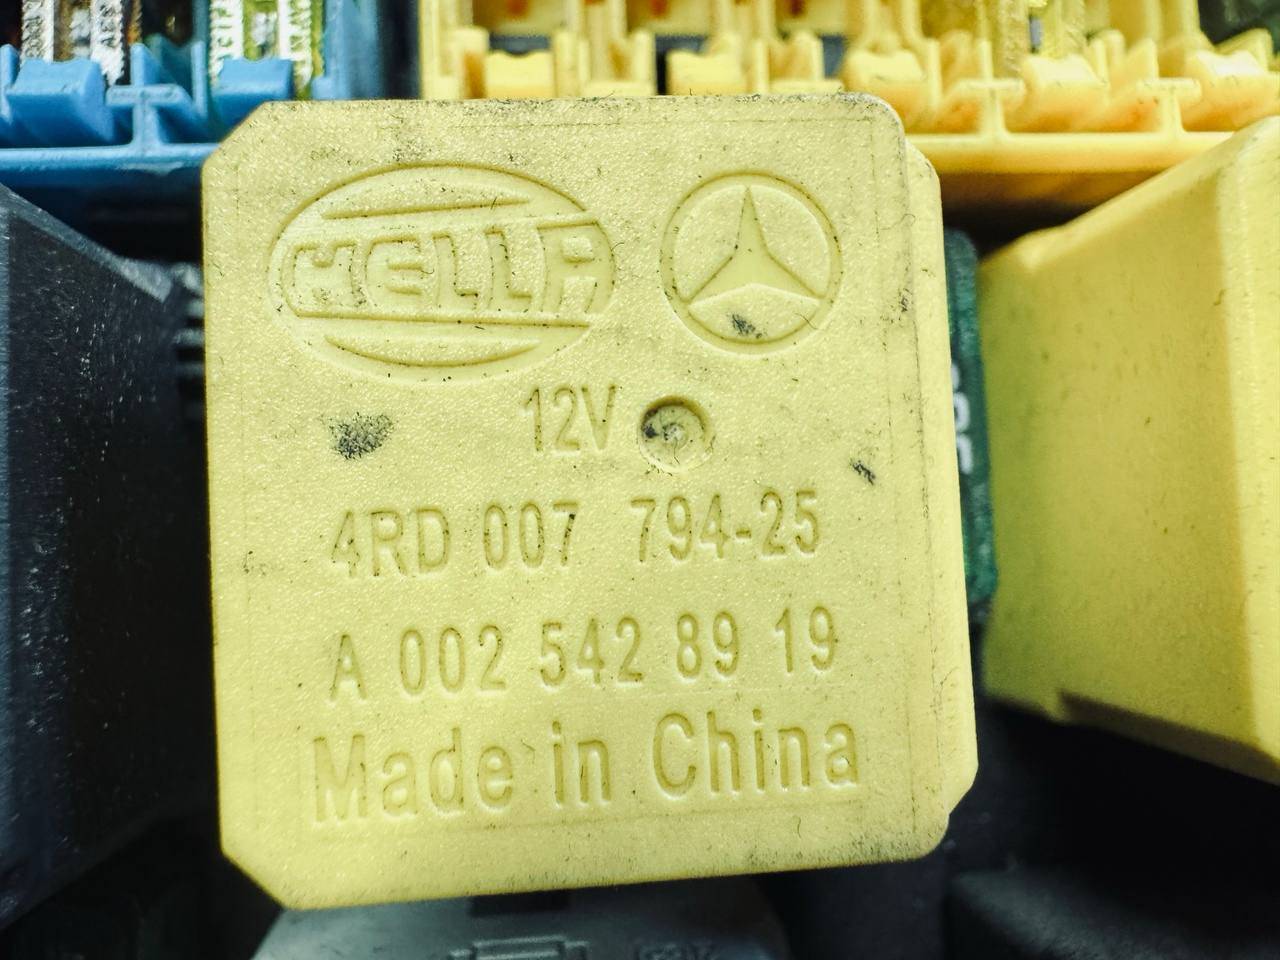 HELLA
12V
4RD 007 794-25
A 002 542 89 19
Made in China